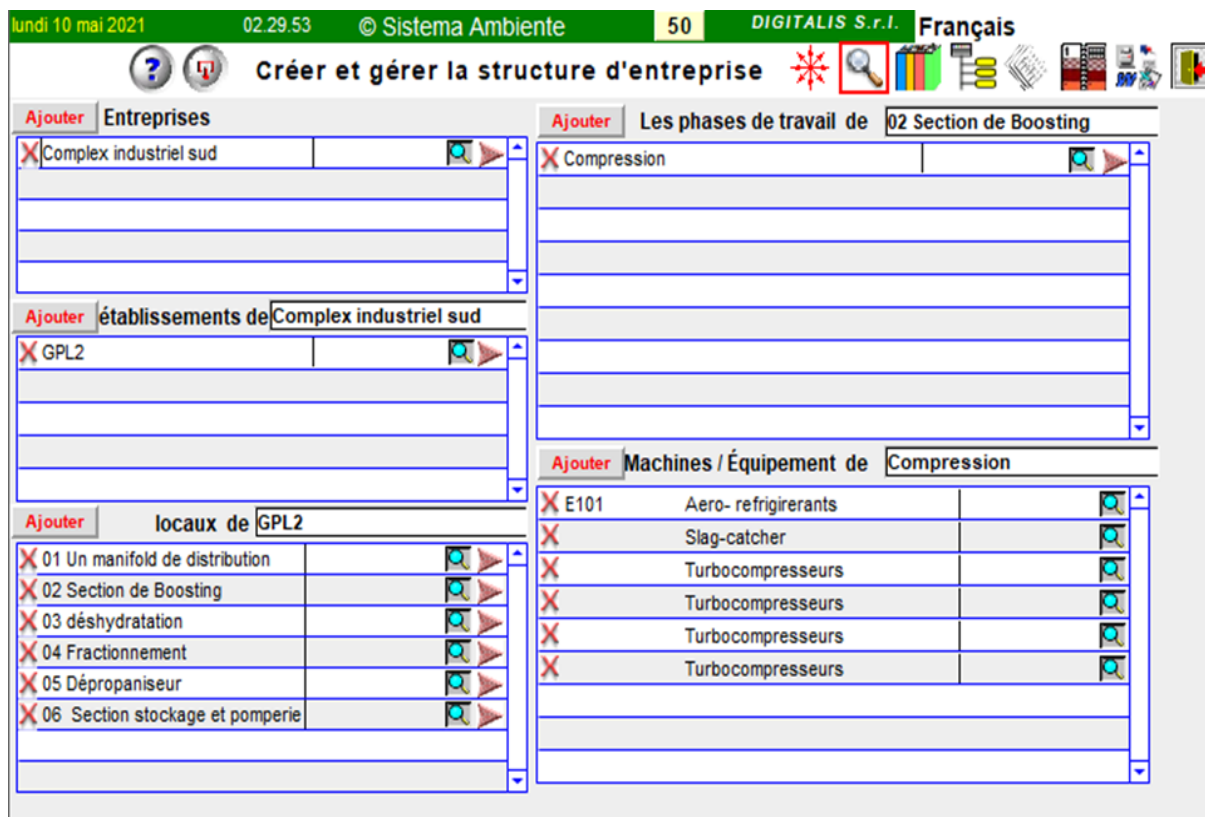 lundi 10 mai 2021 02.29.53 © Sistema Ambiente 50 DIGITALIS S.r.l. Français
Créer et gérer la structure d'entreprise
Ajouter Entreprises
Complex industriel sud
Ajouter établissements de Complex industriel sud
GPL2
Ajouter locaux de GPL2
01 Un manifold de distribution
02 Section de Boosting
03 déshydratation
04 Fractionnement
05 Dépropaniseur
06 Section stockage et pomperie
Ajouter Les phases de travail de 02 Section de Boosting
Compression
Ajouter Machines / Équipement de Compression
E101 Aero- refrigirerants
Slag-catcher
Turbocompresseurs
Turbocompresseurs
Turbocompresseurs
Turbocompresseurs